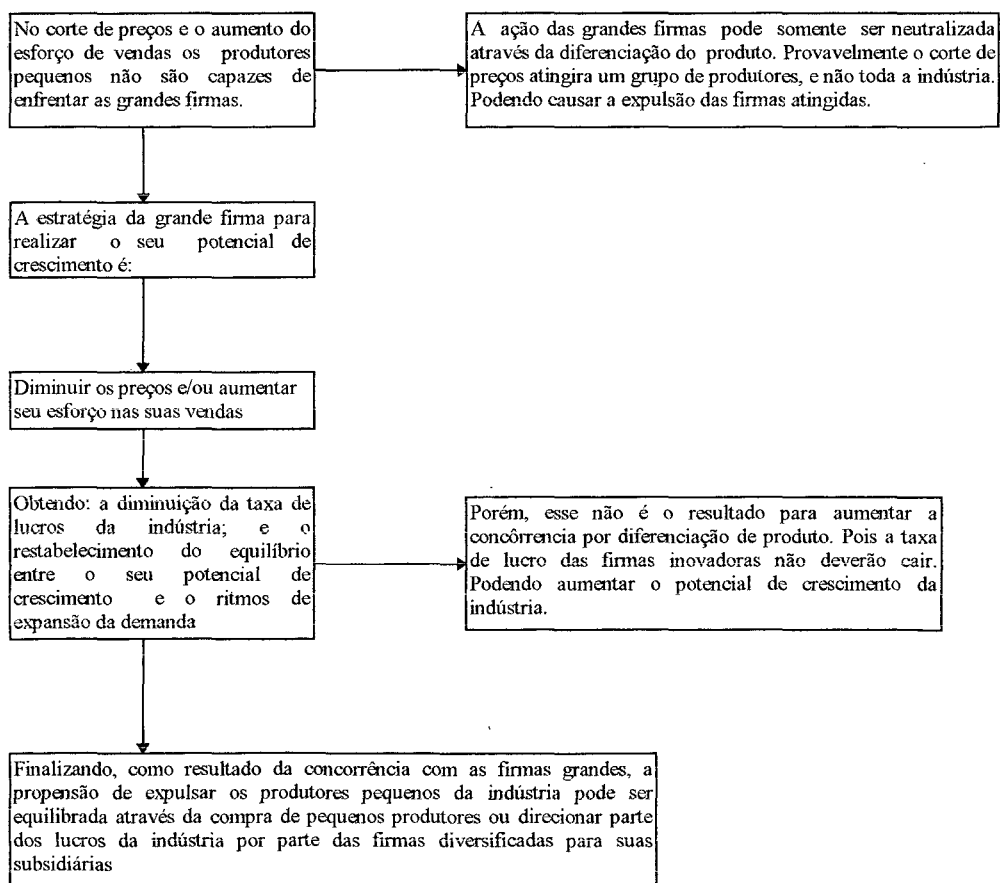 No corte de preços e o aumento do
esforço de vendas os produtores
pequenos não são capazes de
enfrentar as grandes firmas.
A ação das grandes firmas pode somente ser neutralizada
através da diferenciação do produto. Provavelmente o corte de
preços atingira um grupo de produtores, e não toda a indústria.
Podendo causar a expulsão das firmas atingidas.
A estratégia da grande firma para
realizar o seu potencial de
crescimento é:
Diminuir os preços e/ou aumentar
seu esforço nas suas vendas
Obtendo: a diminuição da taxa de
lucros da indústria; e o
restabelecimento do equilíbrio
entre o seu potencial de
crescimento e o ritmos de
expansão da demanda
Porém, esse não é o resultado para aumentar a
concôrrencia por diferenciação de produto. Pois a taxa
de lucro das firmas inovadoras não deverão cair.
Podendo aumentar o potencial de crescimento da
indústria.
Finalizando, como resultado da concorrência com as firmas grandes, a
propensão de expulsar os produtores pequenos da indústria pode ser
equilibrada através da compra de pequenos produtores ou direcionar parte
dos lucros da indústria por parte das firmas diversificadas para suas
subsidiárias